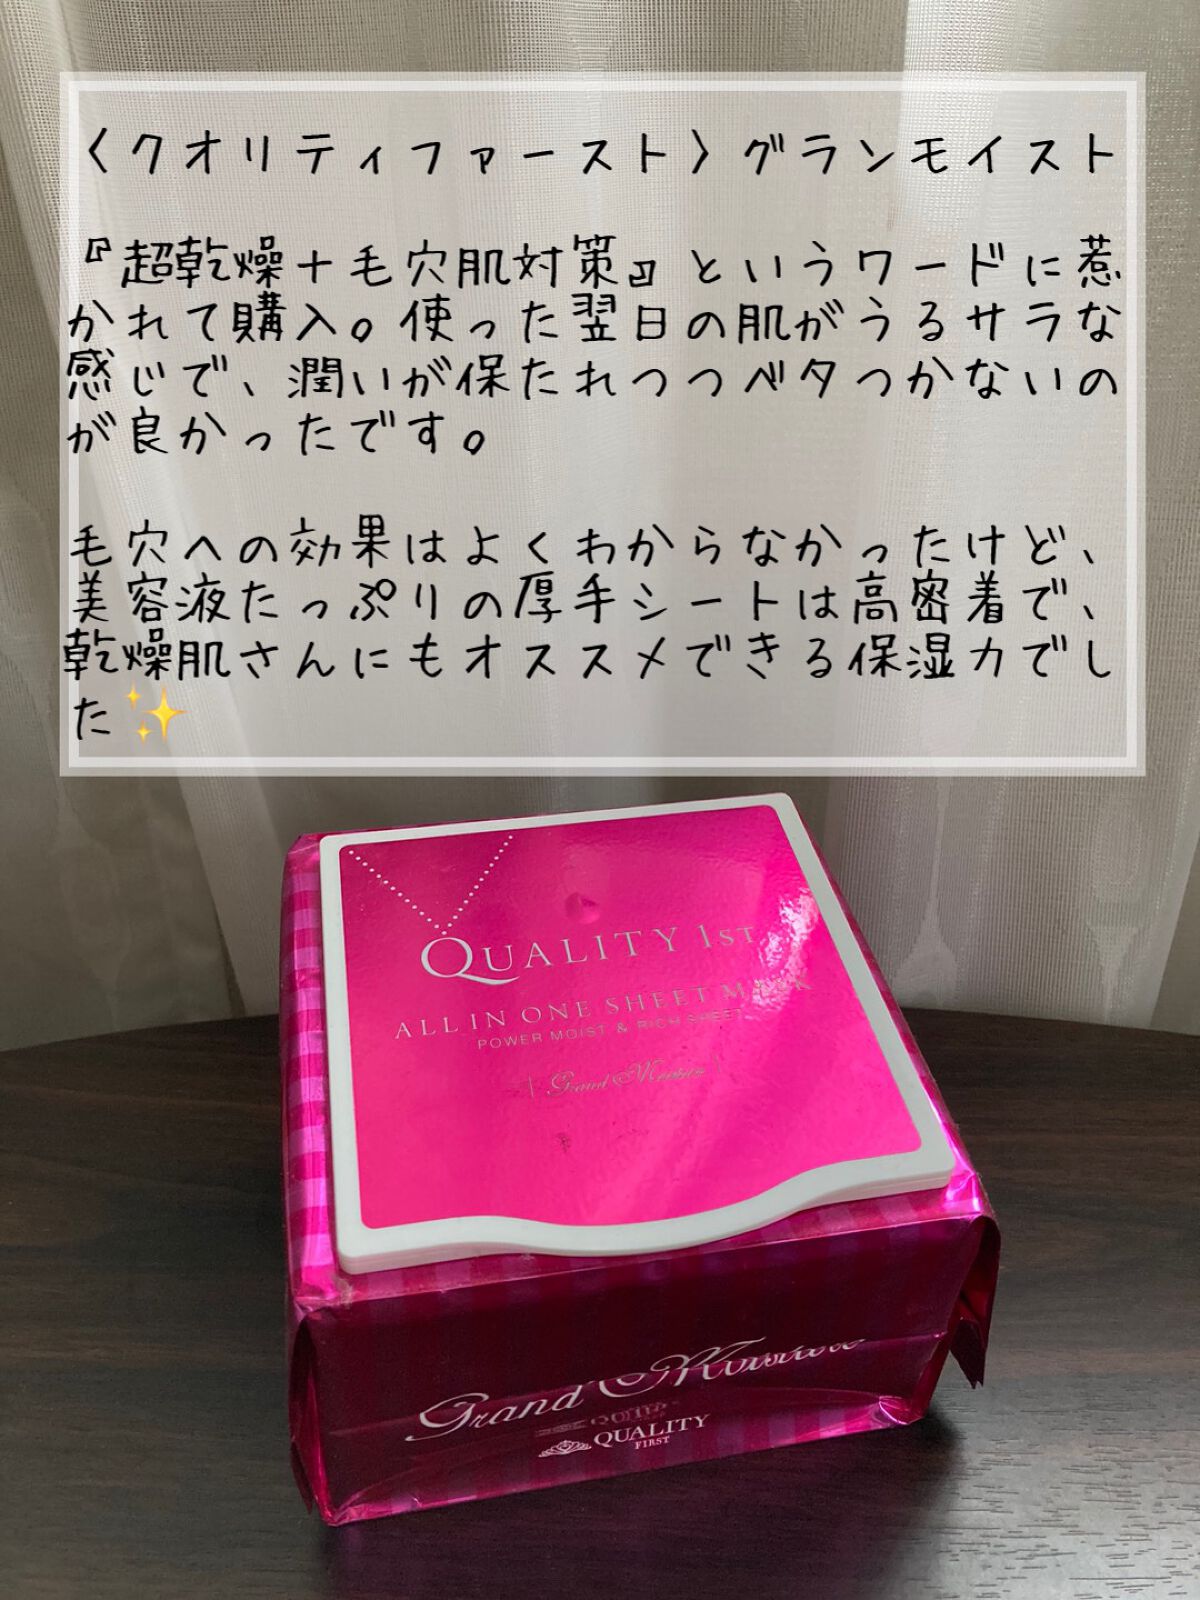 〈クオリティファースト〉グランモイスト
『超乾燥＋毛穴肌対策』というワードに惹
かれて購入。使った翌日の肌がうるサラな
感じで、潤いが保たれつつベタつかないの
が良かったです。
毛穴への効果はよくわからなかったけど、
美容液たっぷりの厚手シートは高密着で、
乾燥肌さんにもオススメできる保湿力でし
た✨
QUALITY 1ST
ALL IN ONE SHEET MASK
POWER MOIST & RICH SHEET
Grand Moisture
Grand Moisture
QUALITY
FIRST